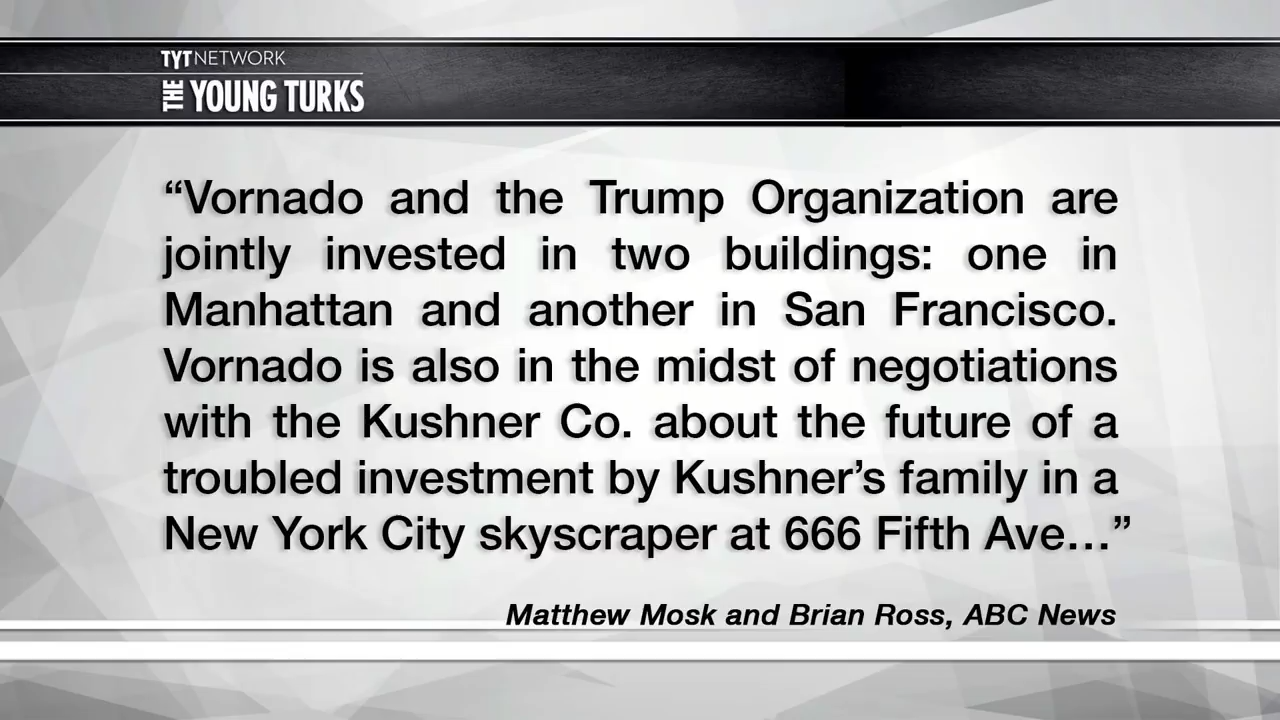 TYT NETWORK
THE YOUNG TURKS
“Vornado and the Trump Organization are
jointly invested in two buildings: one in
Manhattan and another in San Francisco.
Vornado is also in the midst of negotiations
with the Kushner Co. about the future of a
troubled investment by Kushner’s family in a
New York City skyscraper at 666 Fifth Ave…”
Matthew Mosk and Brian Ross, ABC News